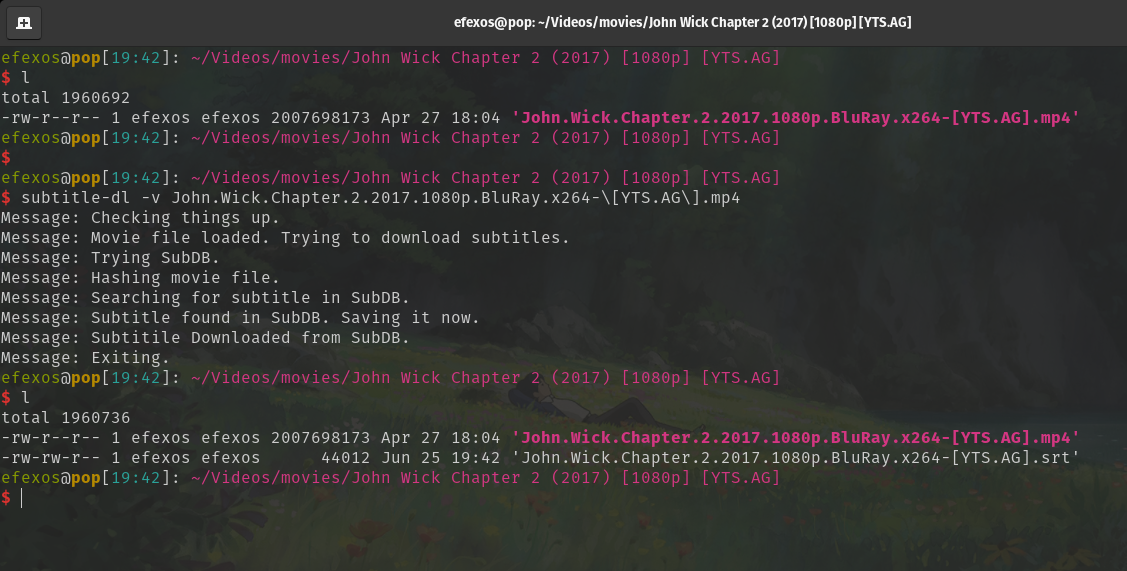 efexos@pop: ~/Videos/movies/John Wick Chapter 2 (2017) [1080p] [YTS.AG]
efexos@pop[19:42]: ~/Videos/movies/John Wick Chapter 2 (2017) [1080p] [YTS.AG]
$ l
total 1960692
-rw-r--r-- 1 efexos efexos 2007698173 Apr 27 18:04 'John.Wick.Chapter.2.2017.1080p.BluRay.x264-[YTS.AG].mp4'
efexos@pop[19:42]: ~/Videos/movies/John Wick Chapter 2 (2017) [1080p] [YTS.AG]
$
efexos@pop[19:42]: ~/Videos/movies/John Wick Chapter 2 (2017) [1080p] [YTS.AG]
$ subtitle-dl -v John.Wick.Chapter.2.2017.1080p.BluRay.x264-\[YTS.AG\].mp4
Message: Checking things up.
Message: Movie file loaded. Trying to download subtitles.
Message: Trying SubDB.
Message: Hashing movie file.
Message: Searching for subtitle in SubDB.
Message: Subtitle found in SubDB. Saving it now.
Message: Subtitile Downloaded from SubDB.
Message: Exiting.
efexos@pop[19:42]: ~/Videos/movies/John Wick Chapter 2 (2017) [1080p] [YTS.AG]
$ l
total 1960736
-rw-r--r-- 1 efexos efexos 2007698173 Apr 27 18:04 'John.Wick.Chapter.2.2017.1080p.BluRay.x264-[YTS.AG].mp4'
-rw-rw-r-- 1 efexos efexos      44012 Jun 25 19:42 'John.Wick.Chapter.2.2017.1080p.BluRay.x264-[YTS.AG].srt'
efexos@pop[19:42]: ~/Videos/movies/John Wick Chapter 2 (2017) [1080p] [YTS.AG]
$